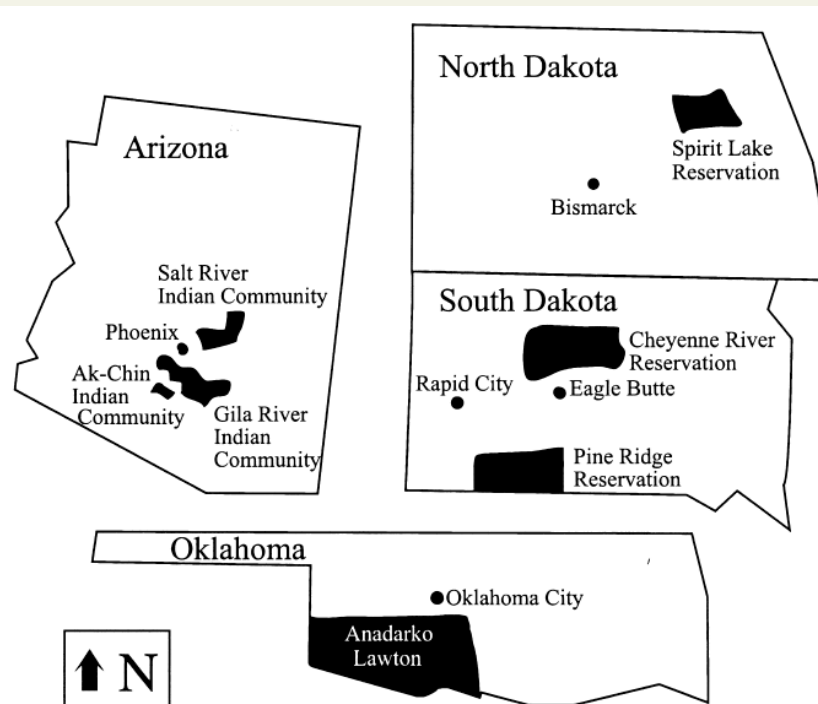 North Dakota
Spirit Lake
Reservation
Bismarck
Arizona
Salt River
Indian Community
Phoenix
Ak-Chin
Indian
Community
Gila River
Indian
Community
South Dakota
Cheyenne River
Reservation
Rapid City
Eagle Butte
Pine Ridge
Reservation
Oklahoma
Oklahoma City
Anadarko
Lawton
N